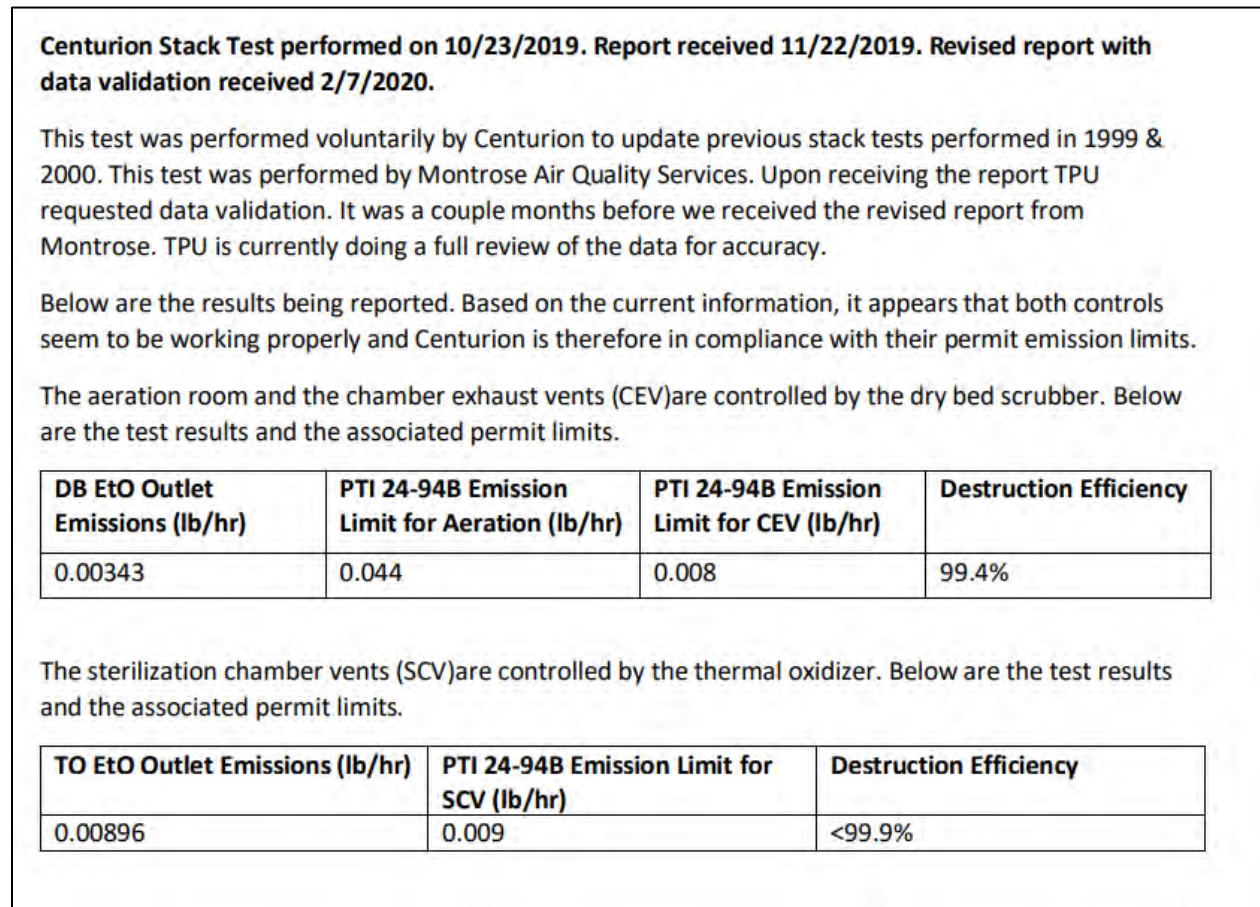 Centurion Stack Test performed on 10/23/2019. Report received 11/22/2019. Revised report with
data validation received 2/7/2020.
This test was performed voluntarily by Centurion to update previous stack tests performed in 1999 &
2000. This test was performed by Montrose Air Quality Services. Upon receiving the report TPU
requested data validation. It was a couple months before we received the revised report from
Montrose. TPU is currently doing a full review of the data for accuracy.
Below are the results being reported. Based on the current information, it appears that both controls
seem to be working properly and Centurion is therefore in compliance with their permit emission limits.
The aeration room and the chamber exhaust vents (CEV)are controlled by the dry bed scrubber. Below
are the test results and the associated permit limits.
DB EtO Outlet
Emissions (lb/hr)
PTI 24-94B Emission
Limit for Aeration (lb/hr)
PTI 24-94B Emission
Limit for CEV (lb/hr)
Destruction Efficiency
0.00343
0.044
0.008
99.4%
The sterilization chamber vents (SCV)are controlled by the thermal oxidizer. Below are the test results
and the associated permit limits.
TO EtO Outlet Emissions (lb/hr)
PTI 24-94B Emission Limit for
SCV (lb/hr)
Destruction Efficiency
0.00896
0.009
<99.9%